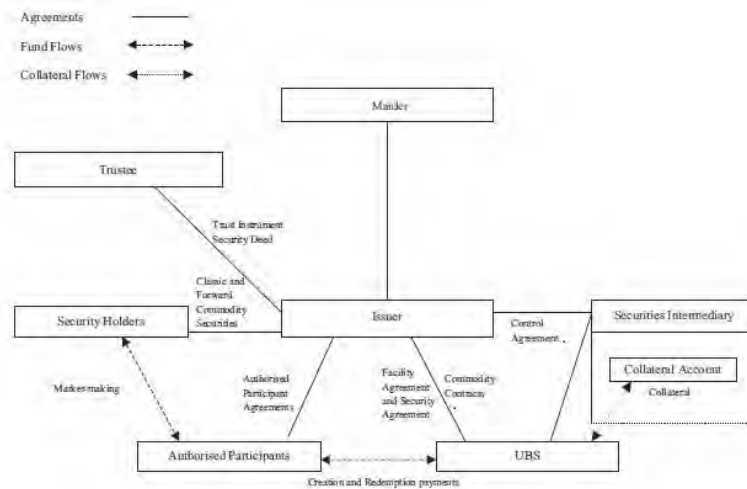 Agreements
Fund Flows
Collateral Flows
Trustee
Trust Instrument
Security Deed
Classic and
Forward
Commodity
Securities
Security Holders
Issuer
Control
Agreement
Securities Intermediary
Collateral Account
Collateral
Market-making
Authorised
Participant
Agreements
Facility
Agreement
and Security
Agreement
Commodity
Contracts
Authorised Participants
UBS
Creation and Redemption payments